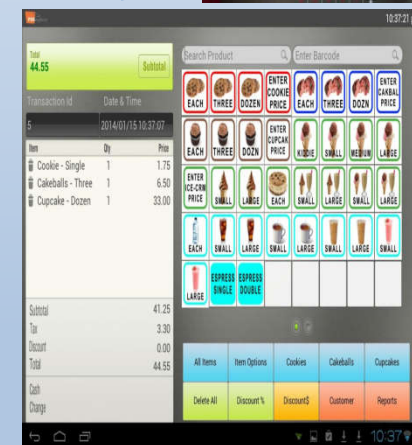 10:37:21
Total
44.55
Subtotal
Search Product
Enter Barcode
Transaction Id
Date & Time
5
2014/01/15 10:37:07
Item
Qty
Price
Cookie - Single 1 1.75
Cakeballs - Three 1 6.50
Cupcake - Dozen 1 33.00
EACH
THREE
DOZEN
ENTER COOKIE PRICE
EACH
THREE
DOZN
ENTER CAKBAL PRICE
EACH
THREE
DOZN
ENTER CUPCAK PRICE
KIDDIE
SMALL
MEDIUM
LARGE
ENTER ICE-CRM PRICE
SMALL
LARGE
EACH
SMALL
LARGE
SMALL
LARGE
EACH
SMALL
LARGE
SMALL
LARGE
SMALL
LARGE
SMALL
LARGE
ESPRESS SINGLE
ESPRESS DOUBLE
Subtotal 41.25
Tax 3.30
Discount 0.00
Total 44.55
Cash
Change
All Items
Item Options
Cookies
Cakeballs
Cupcakes
Delete All
Discount %
Discount$
Customer
Reports
10:37